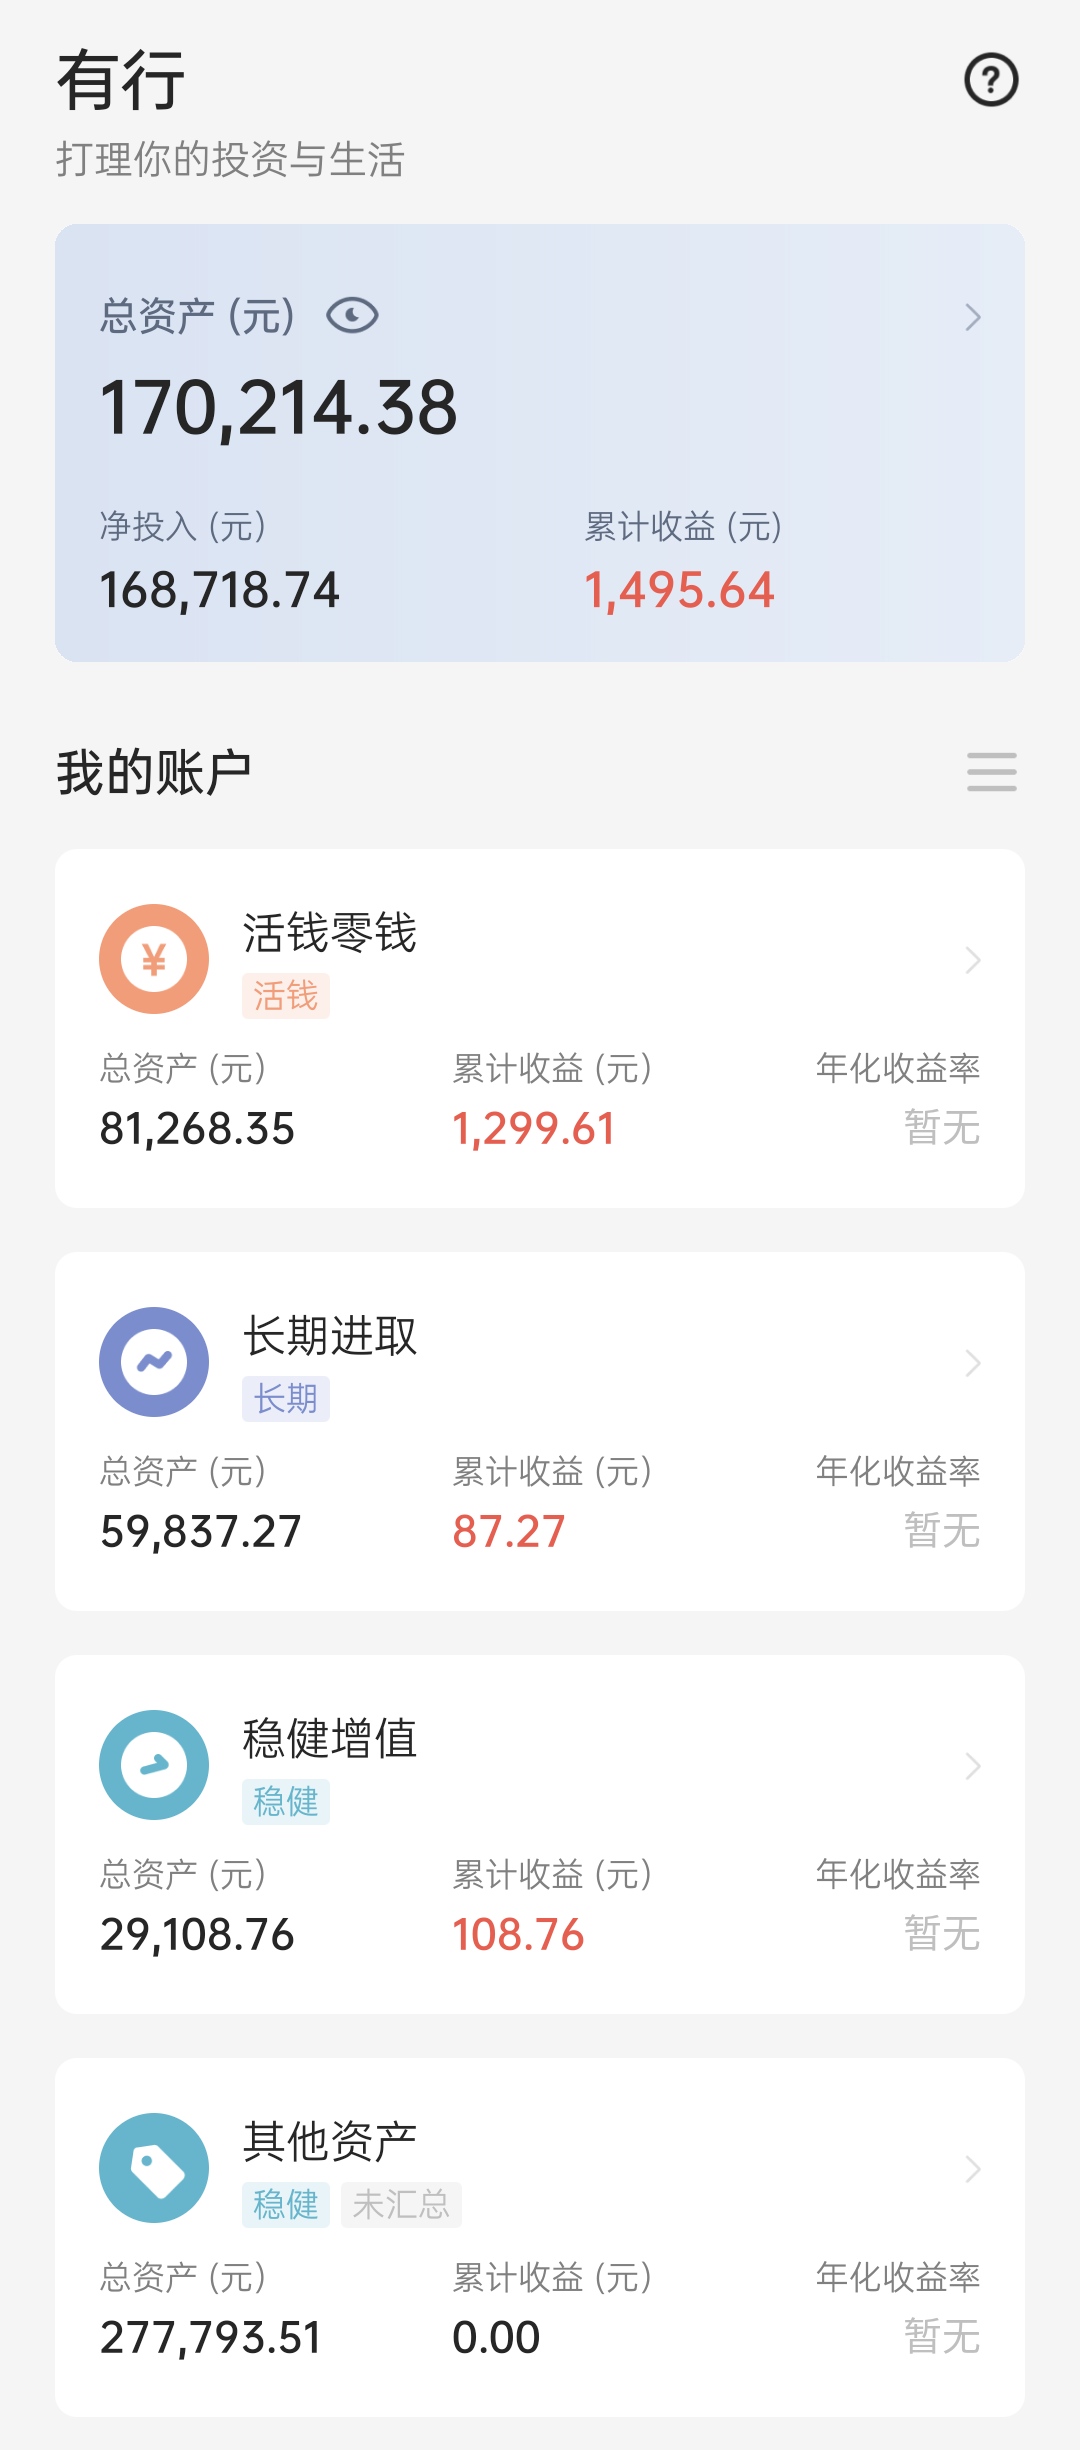 有行
打理你的投资与生活
总资产 (元)
170,214.38
净投入 (元) 累计收益 (元)
168,718.74 1,495.64
我的账户
¥ 活钱零钱
活钱
总资产 (元) 累计收益 (元) 年化收益率
81,268.35 1,299.61 暂无
长期进取
长期
总资产 (元) 累计收益 (元) 年化收益率
59,837.27 87.27 暂无
稳健增值
稳健
总资产 (元) 累计收益 (元) 年化收益率
29,108.76 108.76 暂无
其他资产
稳健 未汇总
总资产 (元) 累计收益 (元) 年化收益率
277,793.51 0.00 暂无